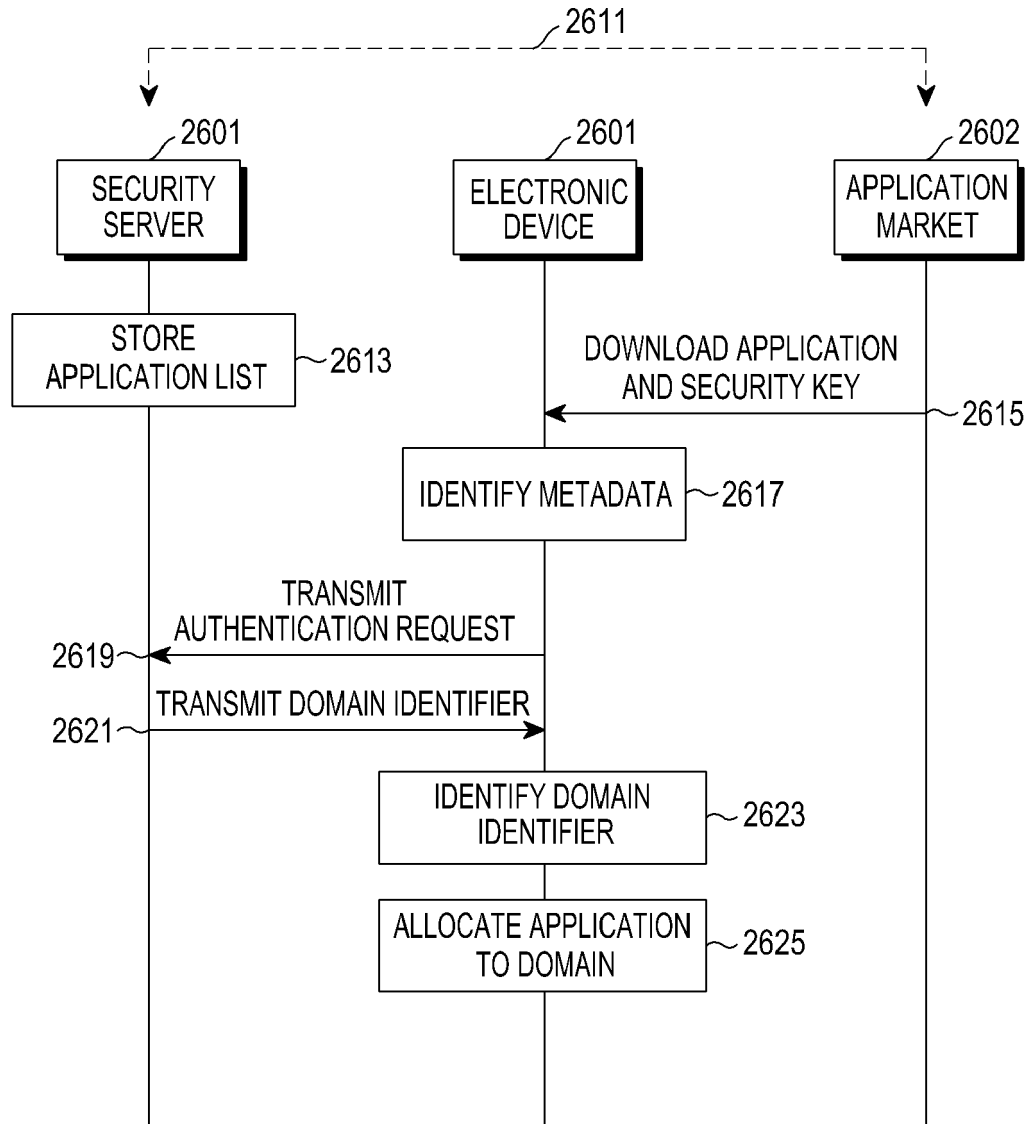 2611
2601
2601
2602
SECURITY
SERVER
ELECTRONIC
DEVICE
APPLICATION
MARKET
STORE
APPLICATION LIST
2613
DOWNLOAD APPLICATION
AND SECURITY KEY
2615
IDENTIFY METADATA
2617
TRANSMIT
AUTHENTICATION REQUEST
2619
TRANSMIT DOMAIN IDENTIFIER
2621
IDENTIFY DOMAIN
IDENTIFIER
2623
ALLOCATE APPLICATION
TO DOMAIN
2625